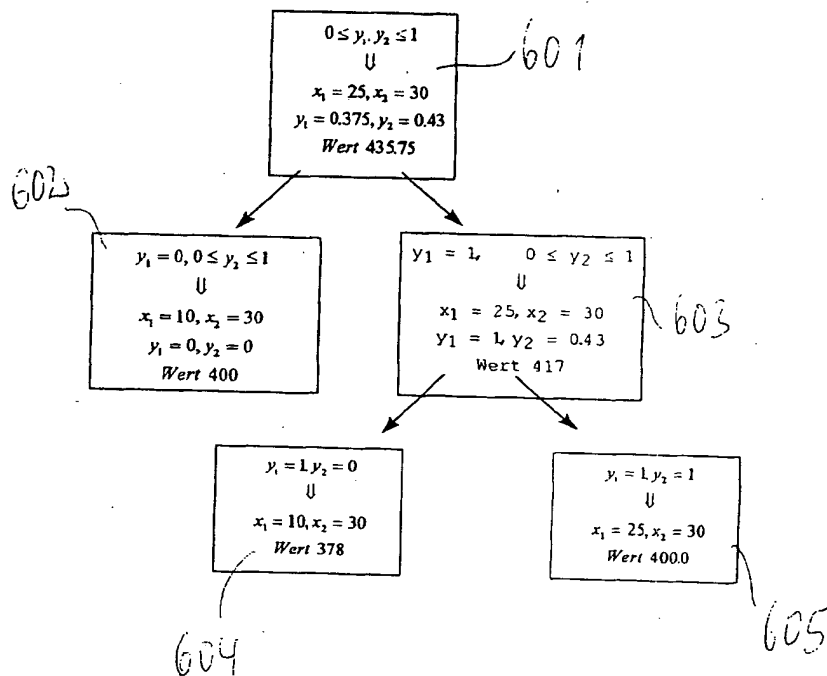 0 ≤ y₁, y₂ ≤ 1
⇓
x₁ = 25, x₂ = 30
y₁ = 0.375, y₂ = 0.43
Wert 435.75
601
602
y₁ = 0, 0 ≤ y₂ ≤ 1
⇓
x₁ = 10, x₂ = 30
y₁ = 0, y₂ = 0
Wert 400
y₁ = 1, 0 ≤ y₂ ≤ 1
⇓
x₁ = 25, x₂ = 30
y₁ = 1, y₂ = 0.43
Wert 417
603
y₁ = 1, y₂ = 0
⇓
x₁ = 10, x₂ = 30
Wert 378
604
y₁ = 1, y₂ = 1
⇓
x₁ = 25, x₂ = 30
Wert 400.0
605